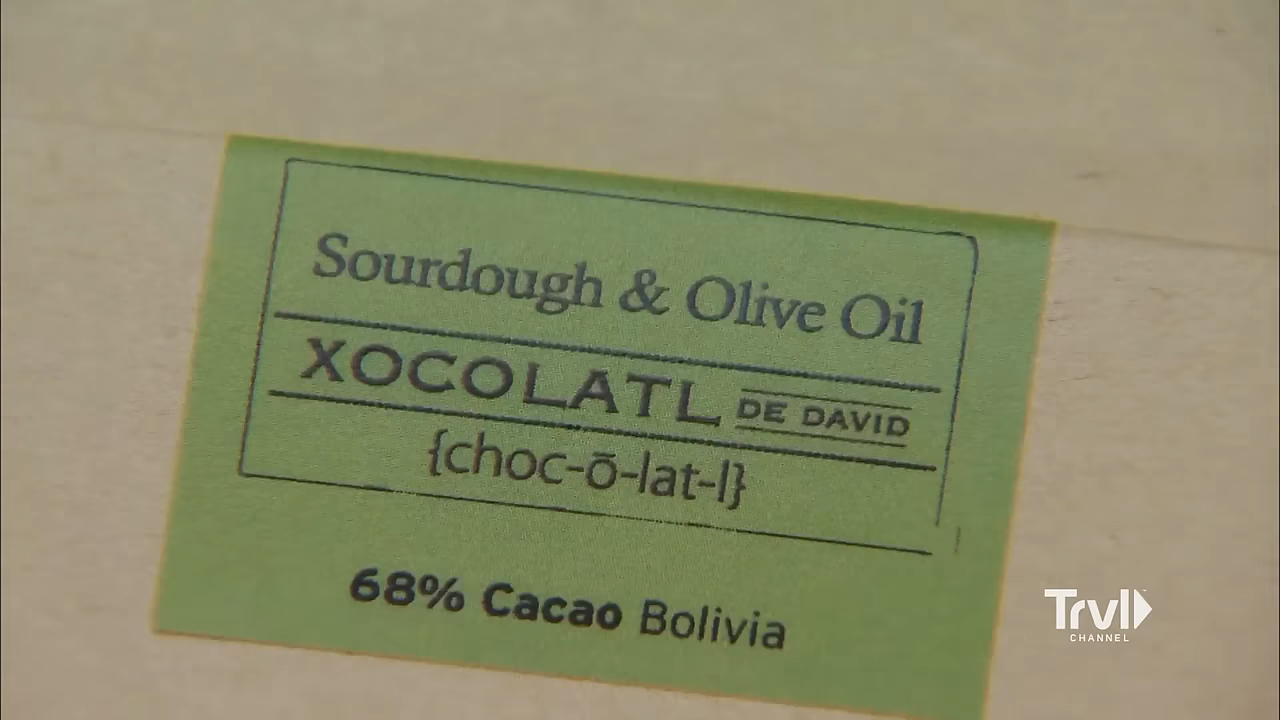 Sourdough & Olive Oil
XOCOLATL DE DAVID
{choc-ō-lat-l}
68% Cacao Bolivia
Trvl
CHANNEL